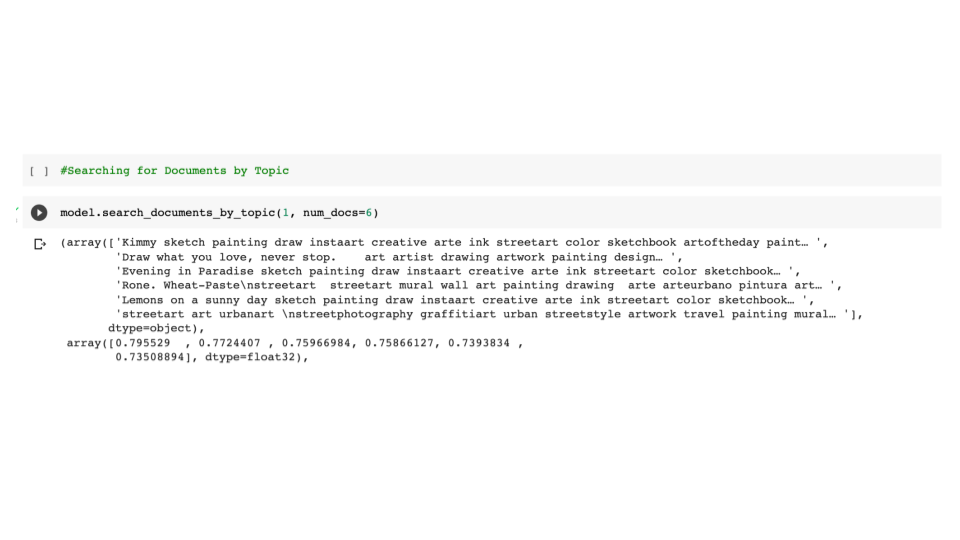 [ ] #Searching for Documents by Topic
model.search_documents_by_topic(1, num_docs=6)
(array(['Kimmy sketch painting draw instaart creative arte ink streetart color sketchbook artoftheday paint… ',
'Draw what you love, never stop.    art artist drawing artwork painting design… ',
'Evening in Paradise sketch painting draw instaart creative arte ink streetart color sketchbook… ',
'Rone. Wheat-Paste\nstreetart  streetart mural wall art painting drawing  arte arteurbano pintura art… ',
'Lemons on a sunny day sketch painting draw instaart creative arte ink streetart color sketchbook… ',
'streetart art urbanart \nstreetphotography graffitiart urban streetstyle artwork travel painting mural… '],
dtype=object),
array([0.795529  , 0.7724407 , 0.75966984, 0.75866127, 0.7393834 ,
0.73508894], dtype=float32),